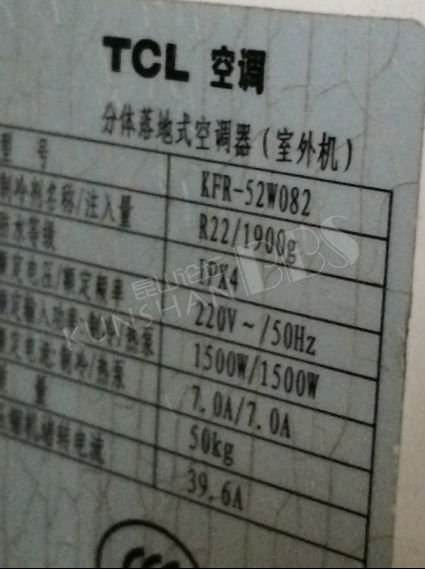 TCL 空调
分体落地式空调器(室外机)
型 号 KFR-52W082
制冷剂名称/注入量 R22/1900g
防水等级 IPX4
额定电压/额定频率 220V~/50Hz
额定输入功率:制冷/热泵 1500W/1500W
额定电流:制冷/热泵 7.0A/7.0A
质 量 50kg
压缩机堵转电流 39.6A
昆山论坛
KUNSHAN BBS
CCC